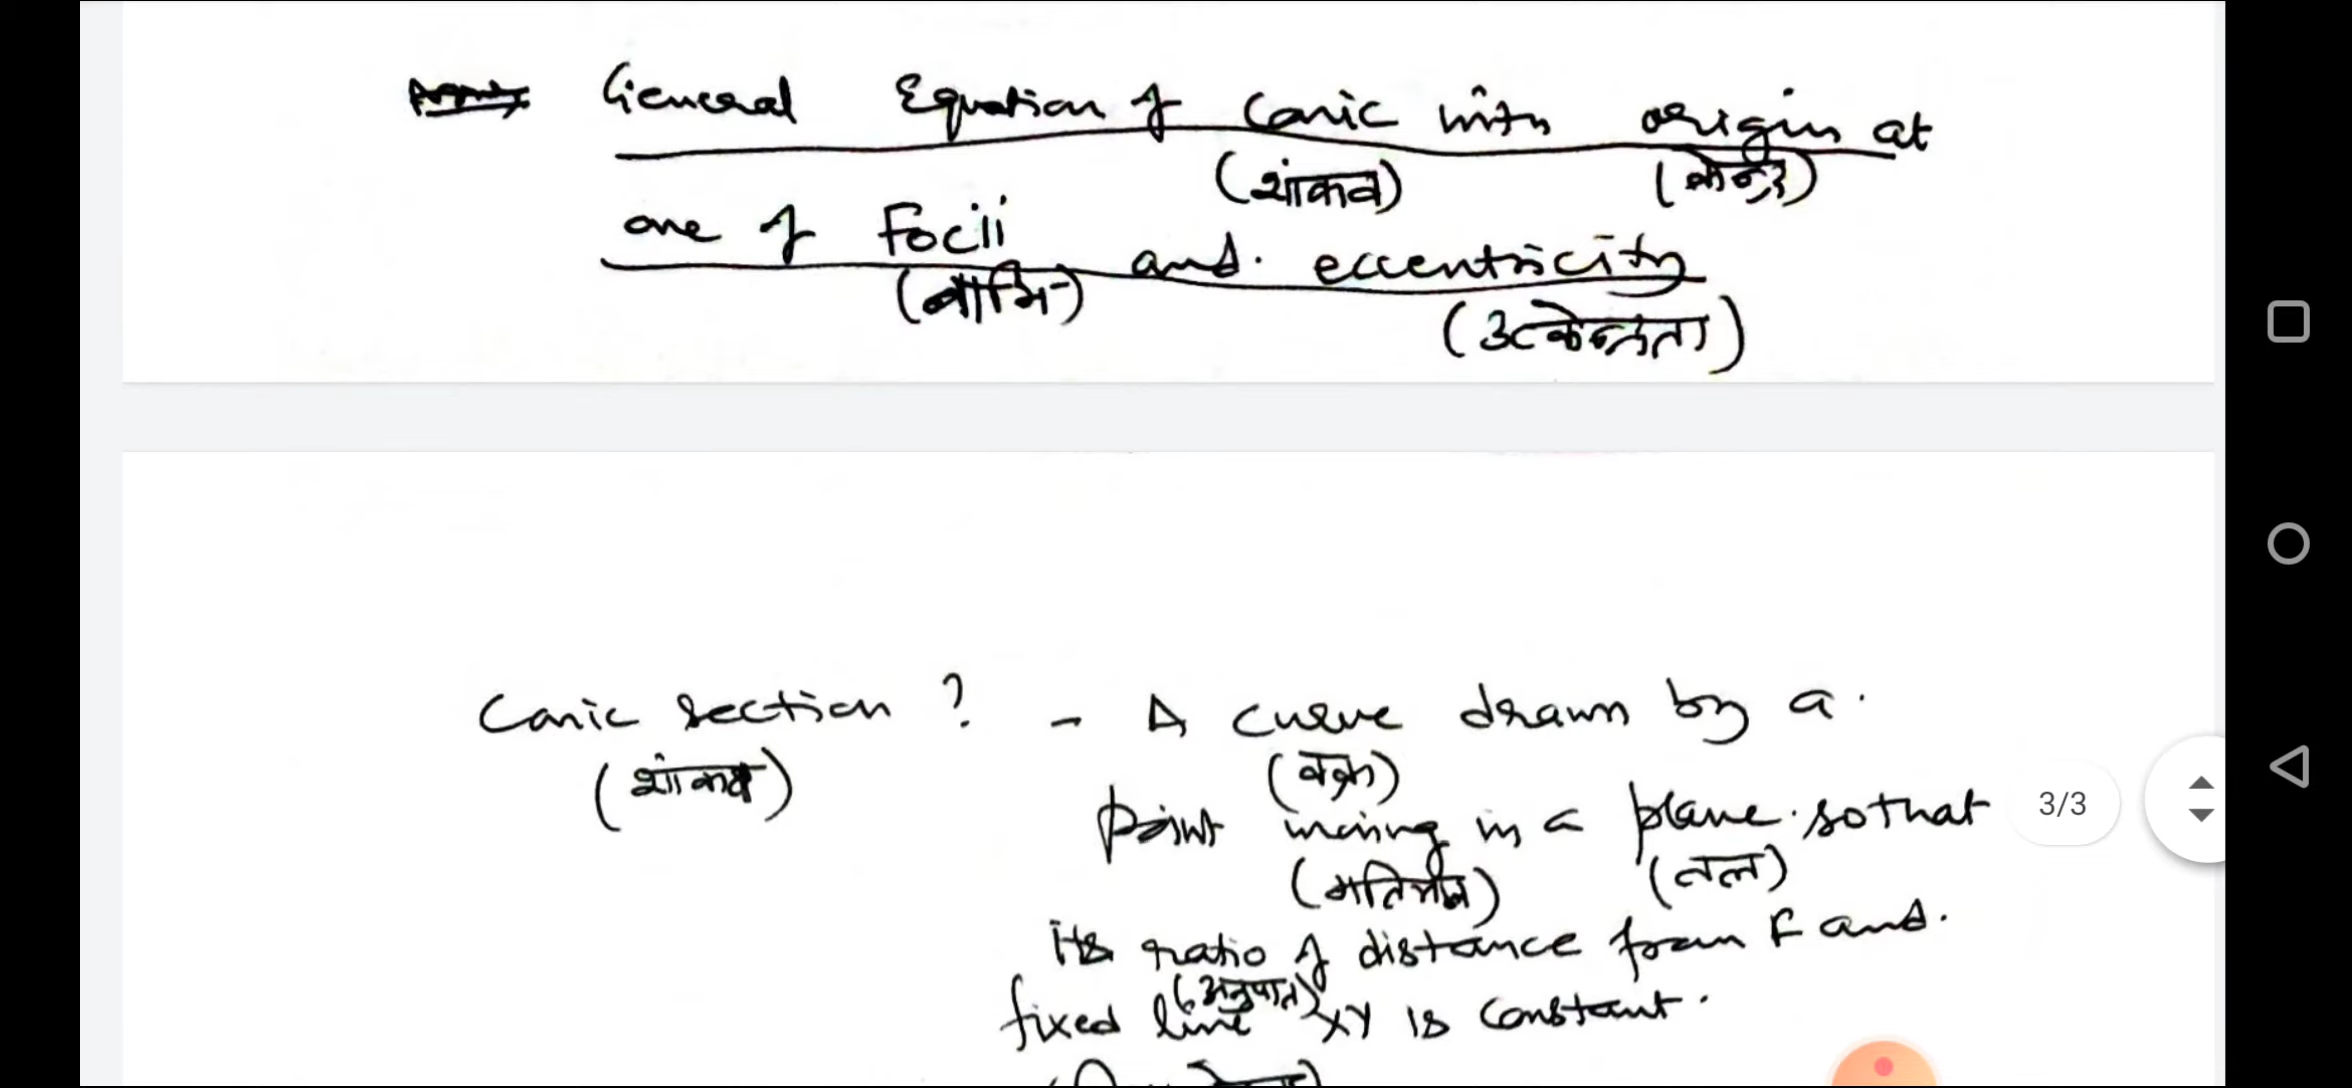 General Equation of Conic with origin at
(शांकव) (केन्द्र)
one of Focii and. eccentricity
(नाभि) (उत्केन्द्रता)
Conic section ? - A curve drawn by a.
(शांकव) (वक्र)
point moving in a plane. so that
(गतिमान) (तल)
its ratio of distance from F and.
(अनुपात)
fixed line XY is constant.
3/3